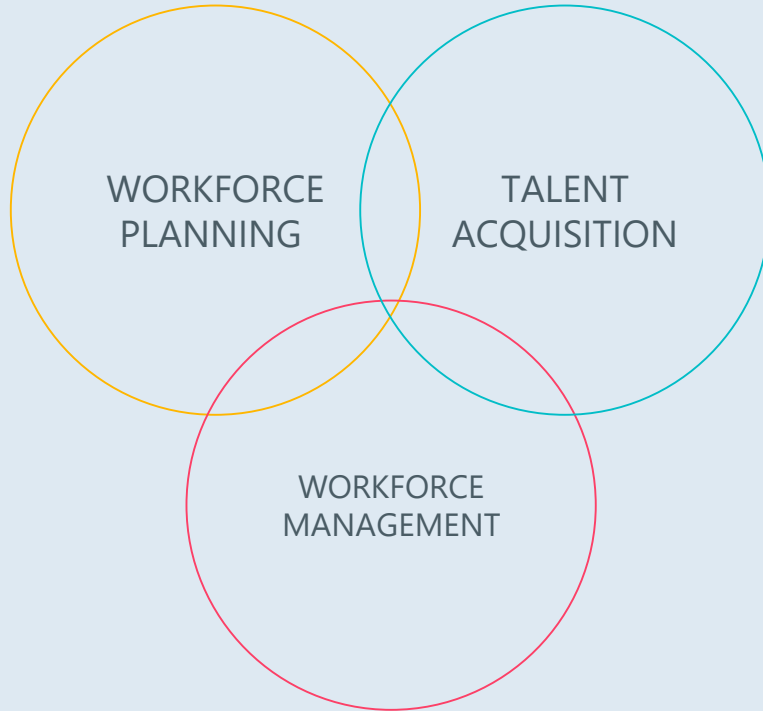 WORKFORCE
PLANNING
TALENT
ACQUISITION
WORKFORCE
MANAGEMENT